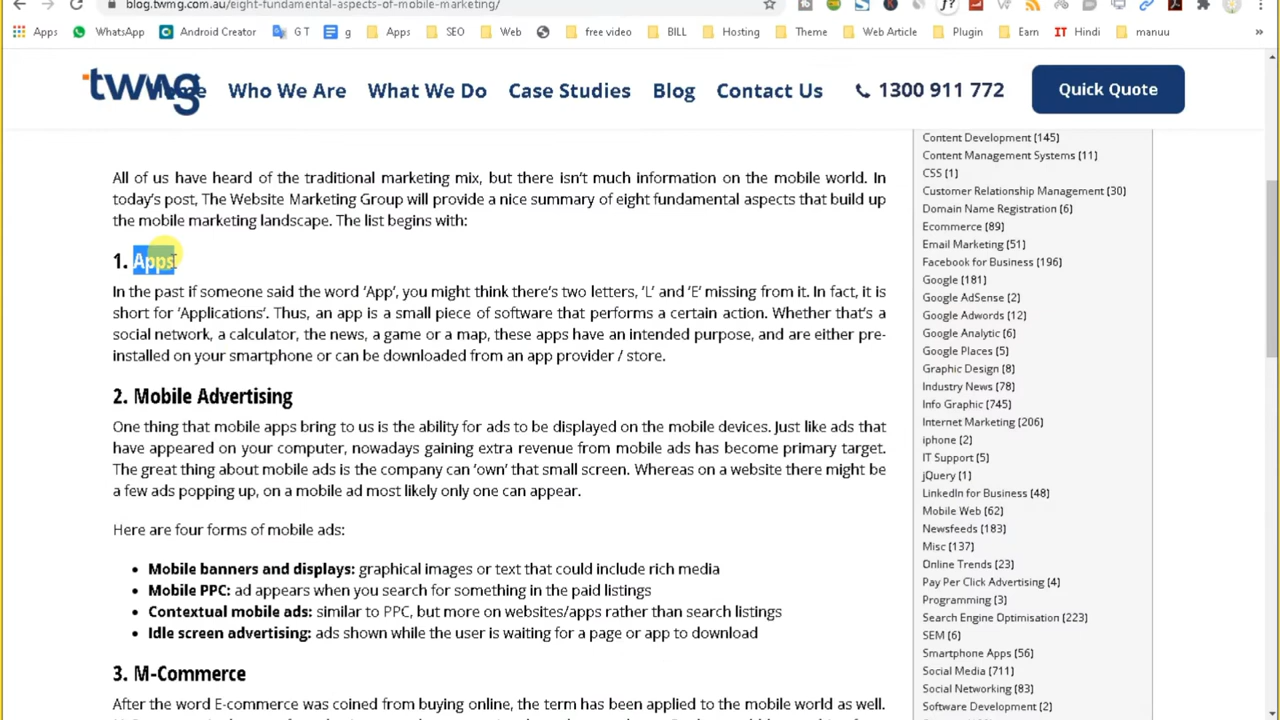 blog.twmg.com.au/eight-fundamental-aspects-of-mobile-marketing/
Apps WhatsApp Android Creator G T g Apps SEO Web free video BILL Hosting Theme Web Article Plugin Earn IT Hindi manuu »
twmg Home Who We Are What We Do Case Studies Blog Contact Us 1300 911 772 Quick Quote
All of us have heard of the traditional marketing mix, but there isn't much information on the mobile world. In
today's post, The Website Marketing Group will provide a nice summary of eight fundamental aspects that build up
the mobile marketing landscape. The list begins with:
1. Apps
In the past if someone said the word 'App', you might think there's two letters, 'L' and 'E' missing from it. In fact, it is
short for 'Applications'. Thus, an app is a small piece of software that performs a certain action. Whether that's a
social network, a calculator, the news, a game or a map, these apps have an intended purpose, and are either pre-
installed on your smartphone or can be downloaded from an app provider / store.
2. Mobile Advertising
One thing that mobile apps bring to us is the ability for ads to be displayed on the mobile devices. Just like ads that
have appeared on your computer, nowadays gaining extra revenue from mobile ads has become primary target.
The great thing about mobile ads is the company can 'own' that small screen. Whereas on a website there might be
a few ads popping up, on a mobile ad most likely only one can appear.
Here are four forms of mobile ads:
• Mobile banners and displays: graphical images or text that could include rich media
• Mobile PPC: ad appears when you search for something in the paid listings
• Contextual mobile ads: similar to PPC, but more on websites/apps rather than search listings
• Idle screen advertising: ads shown while the user is waiting for a page or app to download
3. M-Commerce
After the word E-commerce was coined from buying online, the term has been applied to the mobile world as well.
Content Development (145)
Content Management Systems (11)
CSS (1)
Customer Relationship Management (30)
Domain Name Registration (6)
Ecommerce (89)
Email Marketing (51)
Facebook for Business (196)
Google (181)
Google AdSense (2)
Google Adwords (12)
Google Analytic (6)
Google Places (5)
Graphic Design (8)
Industry News (78)
Info Graphic (745)
Internet Marketing (206)
iphone (2)
IT Support (5)
jQuery (1)
LinkedIn for Business (48)
Mobile Web (62)
Newsfeeds (183)
Misc (137)
Online Trends (23)
Pay Per Click Advertising (4)
Programming (3)
Search Engine Optimisation (223)
SEM (6)
Smartphone Apps (56)
Social Media (711)
Social Networking (83)
Software Development (2)